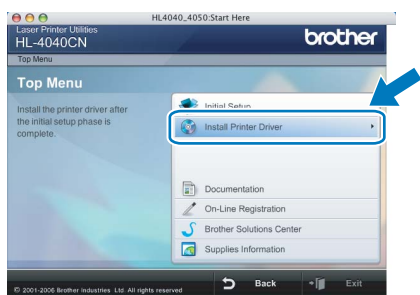 HL4040_4050:Start Here
Laser Printer Utilities
HL-4040CN
brother
Top Menu
Top Menu
Install the printer driver after
the initial setup phase is
complete.
Initial Setup
Install Printer Driver
Documentation
On-Line Registration
Brother Solutions Center
Supplies Information
© 2001-2006 Brother Industries Ltd. All rights reserved
Back
Exit